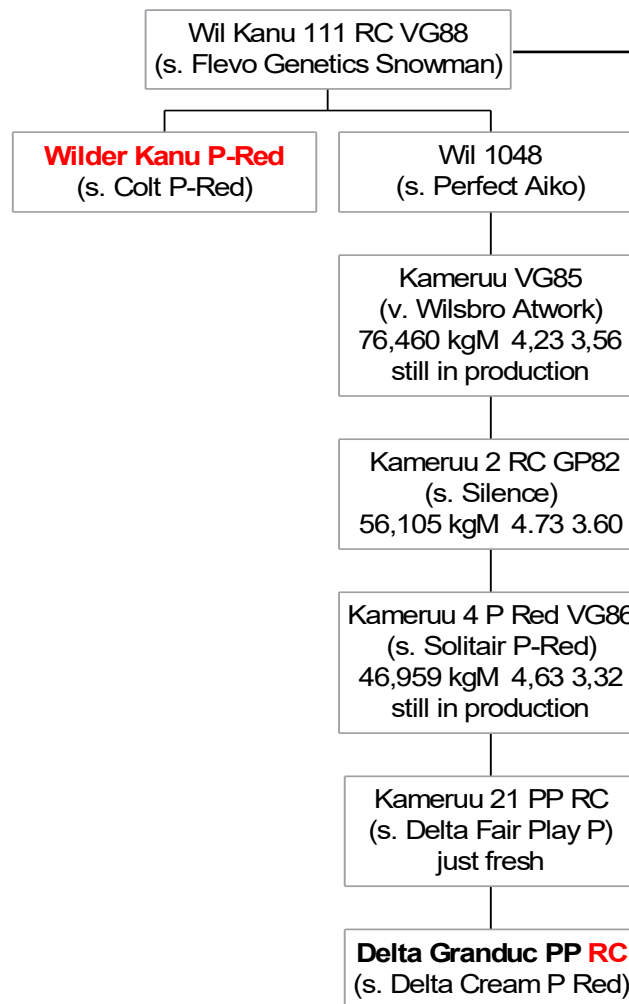 Wil Kanu 111 RC VG88
(s. Flevo Genetics Snowman)
Wilder Kanu P-Red
(s. Colt P-Red)
Wil 1048
(s. Perfect Aiko)
Kameruu VG85
(v. Wilsbro Atwork)
76,460 kgM 4,23 3,56
still in production
Kameruu 2 RC GP82
(s. Silence)
56,105 kgM 4.73 3.60
Kameruu 4 P Red VG86
(s. Solitair P-Red)
46,959 kgM 4,63 3,32
still in production
Kameruu 21 PP RC
(s. Delta Fair Play P)
just fresh
Delta Granduc PP RC
(s. Delta Cream P Red)